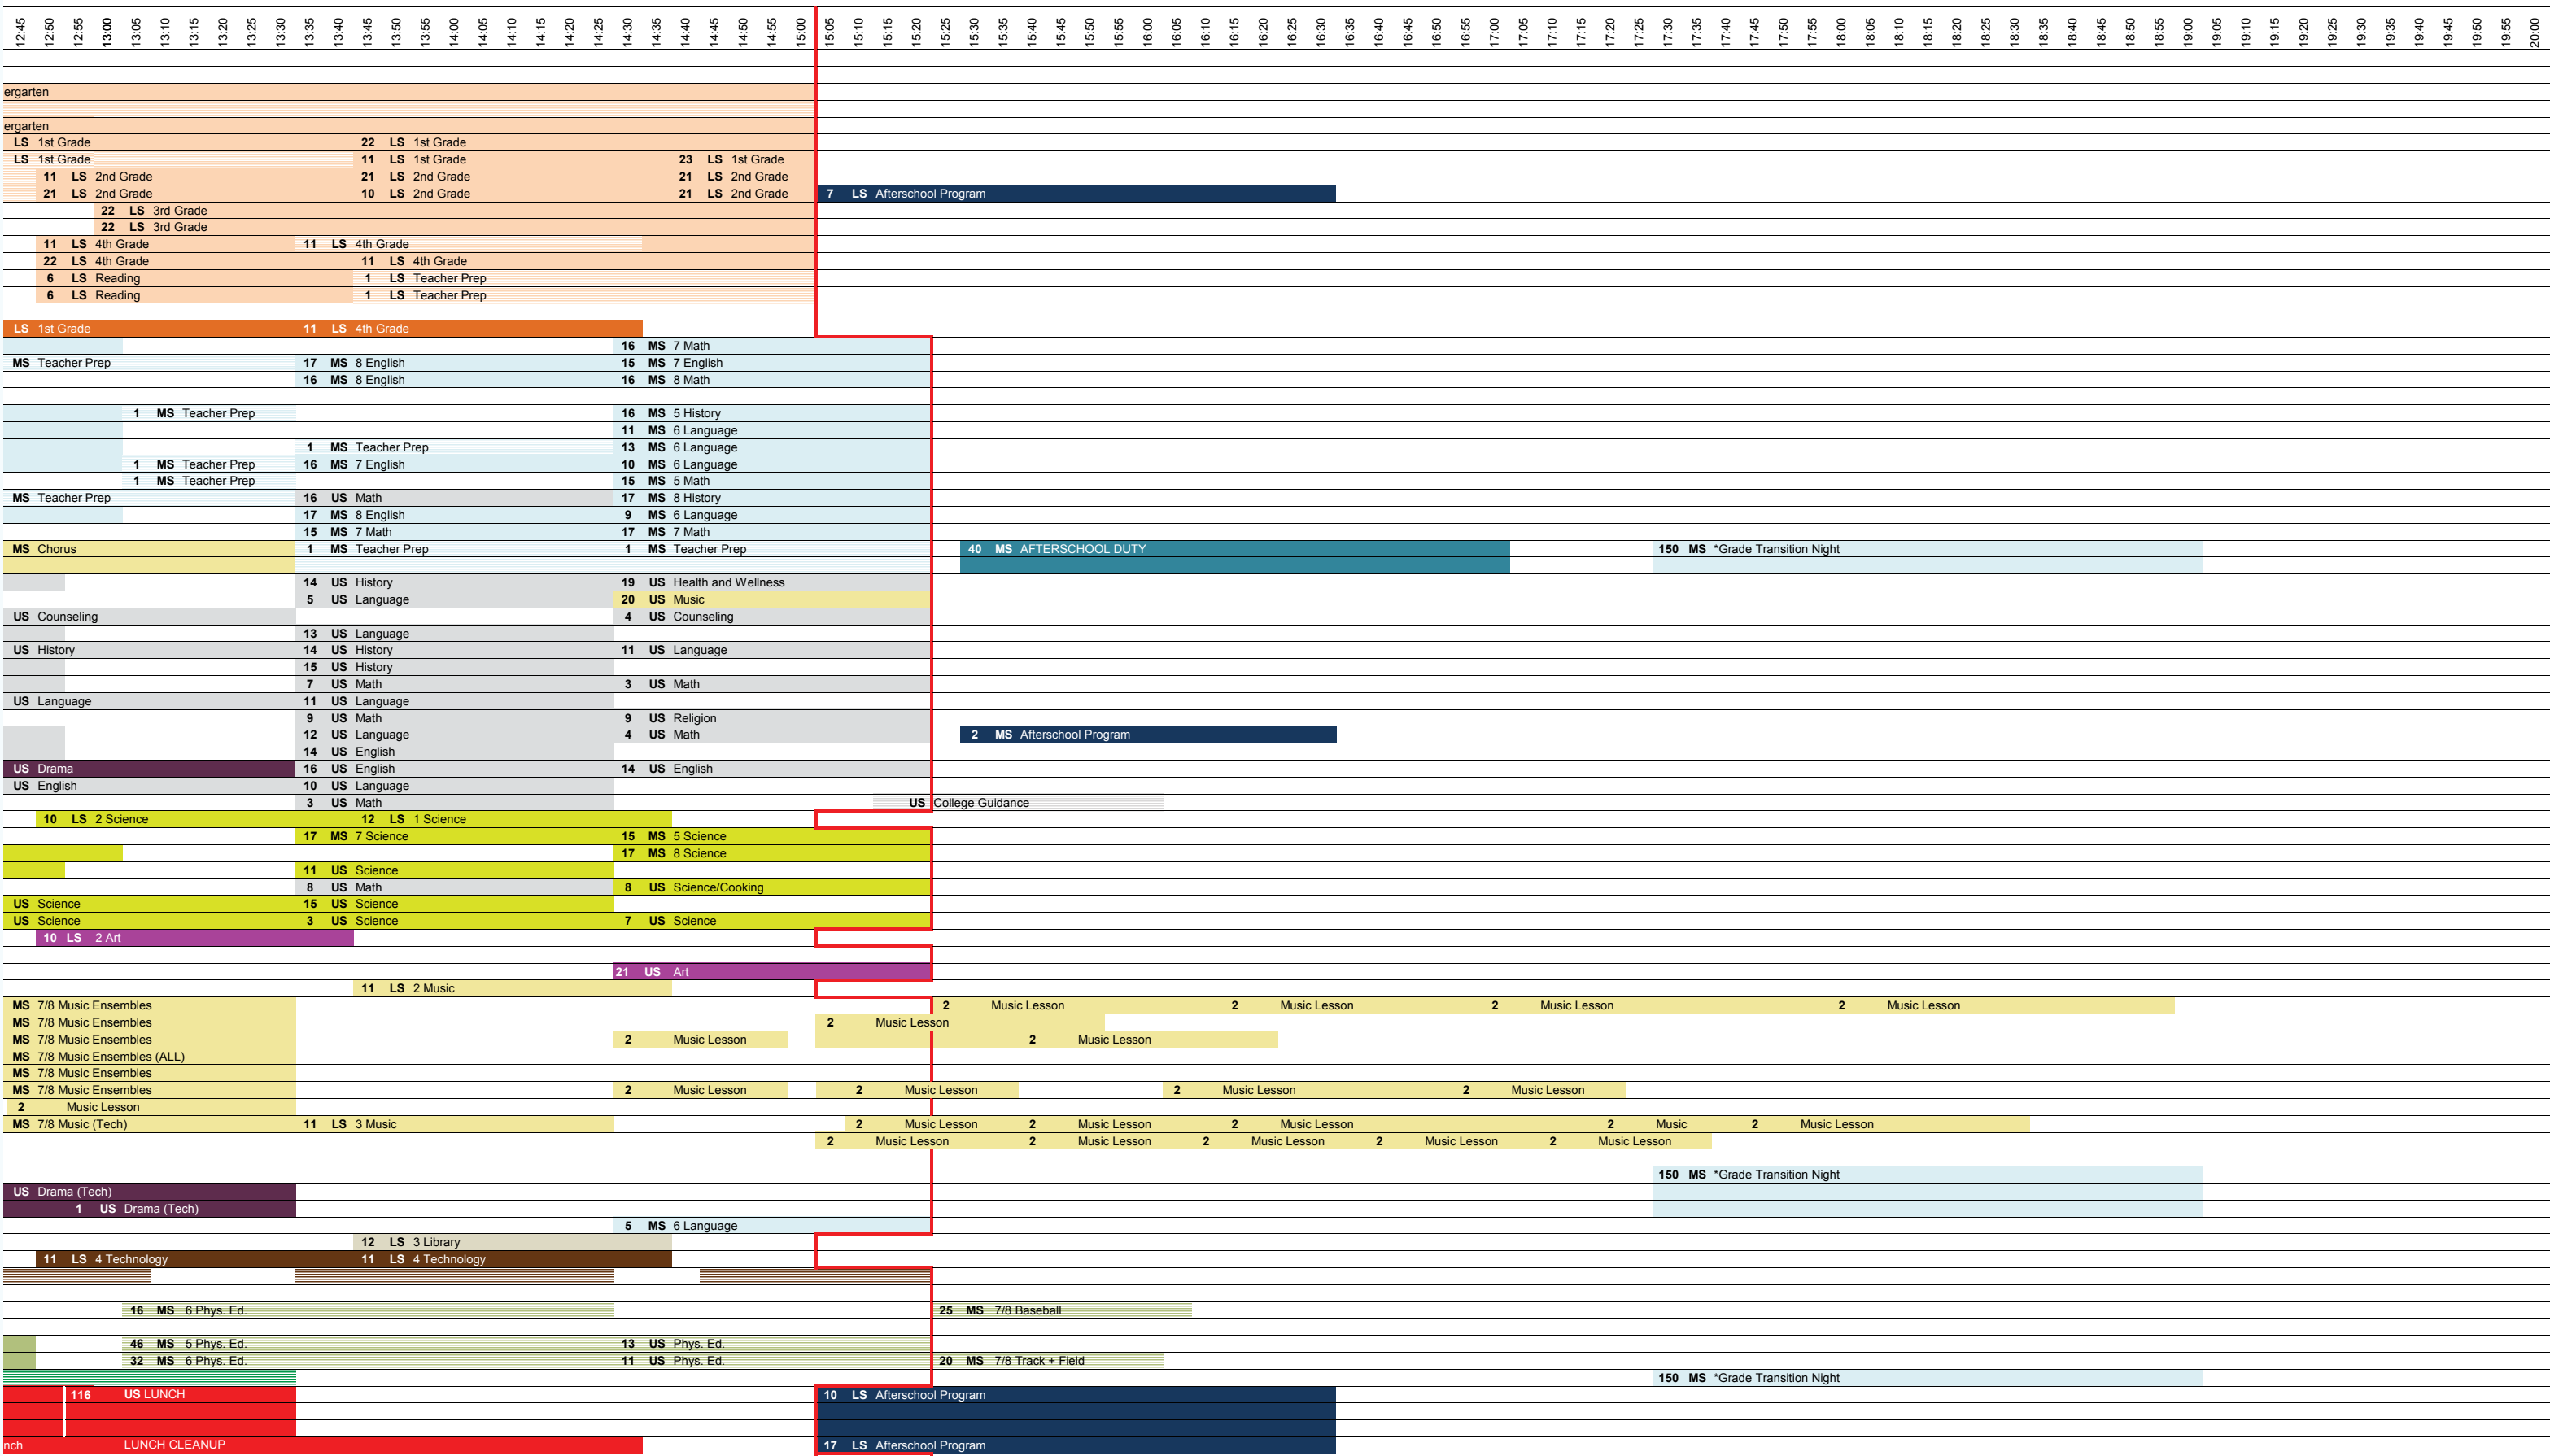 12:45 12:50 12:55 13:00 13:05 13:10 13:15 13:20 13:25 13:30 13:35 13:40 13:45 13:50 13:55 14:00 14:05 14:10 14:15 14:20 14:25 14:30 14:35 14:40 14:45 14:50 14:55 15:00 15:05 15:10 15:15 15:20 15:25 15:30 15:35 15:40 15:45 15:50 15:55 16:00 16:05 16:10 16:15 16:20 16:25 16:30 16:35 16:40 16:45 16:50 16:55 17:00 17:05 17:10 17:15 17:20 17:25 17:30 17:35 17:40 17:45 17:50 17:55 18:00 18:05 18:10 18:15 18:20 18:25 18:30 18:35 18:40 18:45 18:50 18:55 19:00 19:05 19:10 19:15 19:20 19:25 19:30 19:35 19:40 19:45 19:50 19:55 20:00
ergarten
ergarten
LS 1st Grade 22 LS 1st Grade
LS 1st Grade 11 LS 1st Grade 23 LS 1st Grade
11 LS 2nd Grade 21 LS 2nd Grade 21 LS 2nd Grade
21 LS 2nd Grade 10 LS 2nd Grade 21 LS 2nd Grade 7 LS Afterschool Program
22 LS 3rd Grade
22 LS 3rd Grade
11 LS 4th Grade 11 LS 4th Grade
22 LS 4th Grade 11 LS 4th Grade
6 LS Reading 1 LS Teacher Prep
6 LS Reading 1 LS Teacher Prep
LS 1st Grade 11 LS 4th Grade
16 MS 7 Math
MS Teacher Prep 17 MS 8 English 15 MS 7 English
16 MS 8 English 16 MS 8 Math
1 MS Teacher Prep 16 MS 5 History
11 MS 6 Language
1 MS Teacher Prep 13 MS 6 Language
1 MS Teacher Prep 16 MS 7 English 10 MS 6 Language
1 MS Teacher Prep 15 MS 5 Math
MS Teacher Prep 16 US Math 17 MS 8 History
17 MS 8 English 9 MS 6 Language
15 MS 7 Math 17 MS 7 Math
MS Chorus 1 MS Teacher Prep 1 MS Teacher Prep 40 MS AFTERSCHOOL DUTY 150 MS *Grade Transition Night
14 US History 19 US Health and Wellness
5 US Language 20 US Music
US Counseling 4 US Counseling
13 US Language
US History 14 US History 11 US Language
15 US History
7 US Math 3 US Math
US Language 11 US Language
9 US Math 9 US Religion
12 US Language 4 US Math 2 MS Afterschool Program
14 US English
US Drama 16 US English 14 US English
US English 10 US Language
3 US Math US College Guidance
10 LS 2 Science 12 LS 1 Science
17 MS 7 Science 15 MS 5 Science
17 MS 8 Science
11 US Science
8 US Math 8 US Science/Cooking
US Science 15 US Science
US Science 3 US Science 7 US Science
10 LS 2 Art
21 US Art
11 LS 2 Music
MS 7/8 Music Ensembles 2 Music Lesson 2 Music Lesson 2 Music Lesson 2 Music Lesson
MS 7/8 Music Ensembles 2 Music Lesson
MS 7/8 Music Ensembles 2 Music Lesson 2 Music Lesson
MS 7/8 Music Ensembles (ALL)
MS 7/8 Music Ensembles
MS 7/8 Music Ensembles 2 Music Lesson 2 Music Lesson 2 Music Lesson 2 Music Lesson
2 Music Lesson
MS 7/8 Music (Tech) 11 LS 3 Music 2 Music Lesson 2 Music Lesson 2 Music Lesson 2 Music 2 Music Lesson
2 Music Lesson 2 Music Lesson 2 Music Lesson 2 Music Lesson 2 Music Lesson
150 MS *Grade Transition Night
US Drama (Tech)
1 US Drama (Tech)
5 MS 6 Language
12 LS 3 Library
11 LS 4 Technology 11 LS 4 Technology
16 MS 6 Phys. Ed. 25 MS 7/8 Baseball
46 MS 5 Phys. Ed. 13 US Phys. Ed.
32 MS 6 Phys. Ed. 11 US Phys. Ed. 20 MS 7/8 Track + Field
150 MS *Grade Transition Night
116 US LUNCH 10 LS Afterschool Program
nch LUNCH CLEANUP 17 LS Afterschool Program